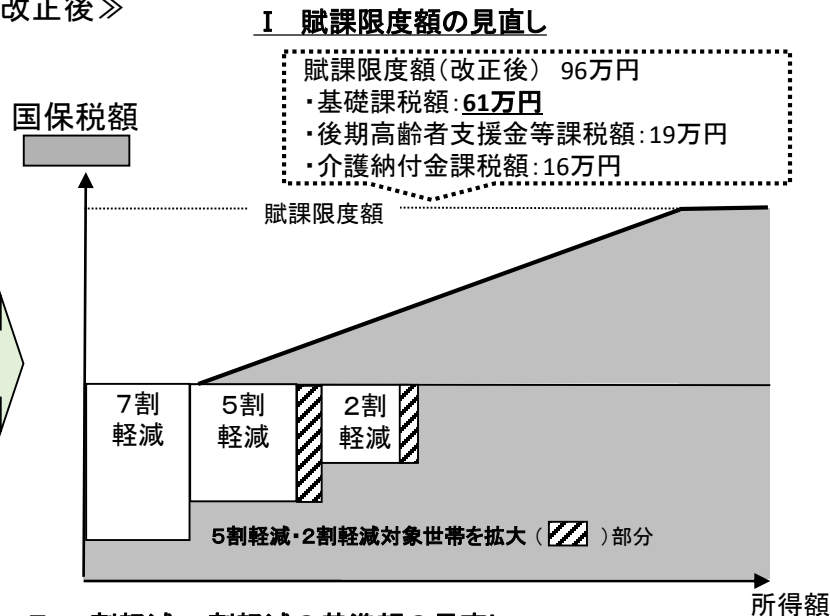 改正後≫
Ⅰ 賦課限度額の見直し
賦課限度額(改正後) 96万円
・基礎課税額:61万円
・後期高齢者支援金等課税額:19万円
・介護納付金課税額:16万円
国保税額
賦課限度額
7割
軽減
5割
軽減
2割
軽減
5割軽減・2割軽減対象世帯を拡大( )部分
所得額